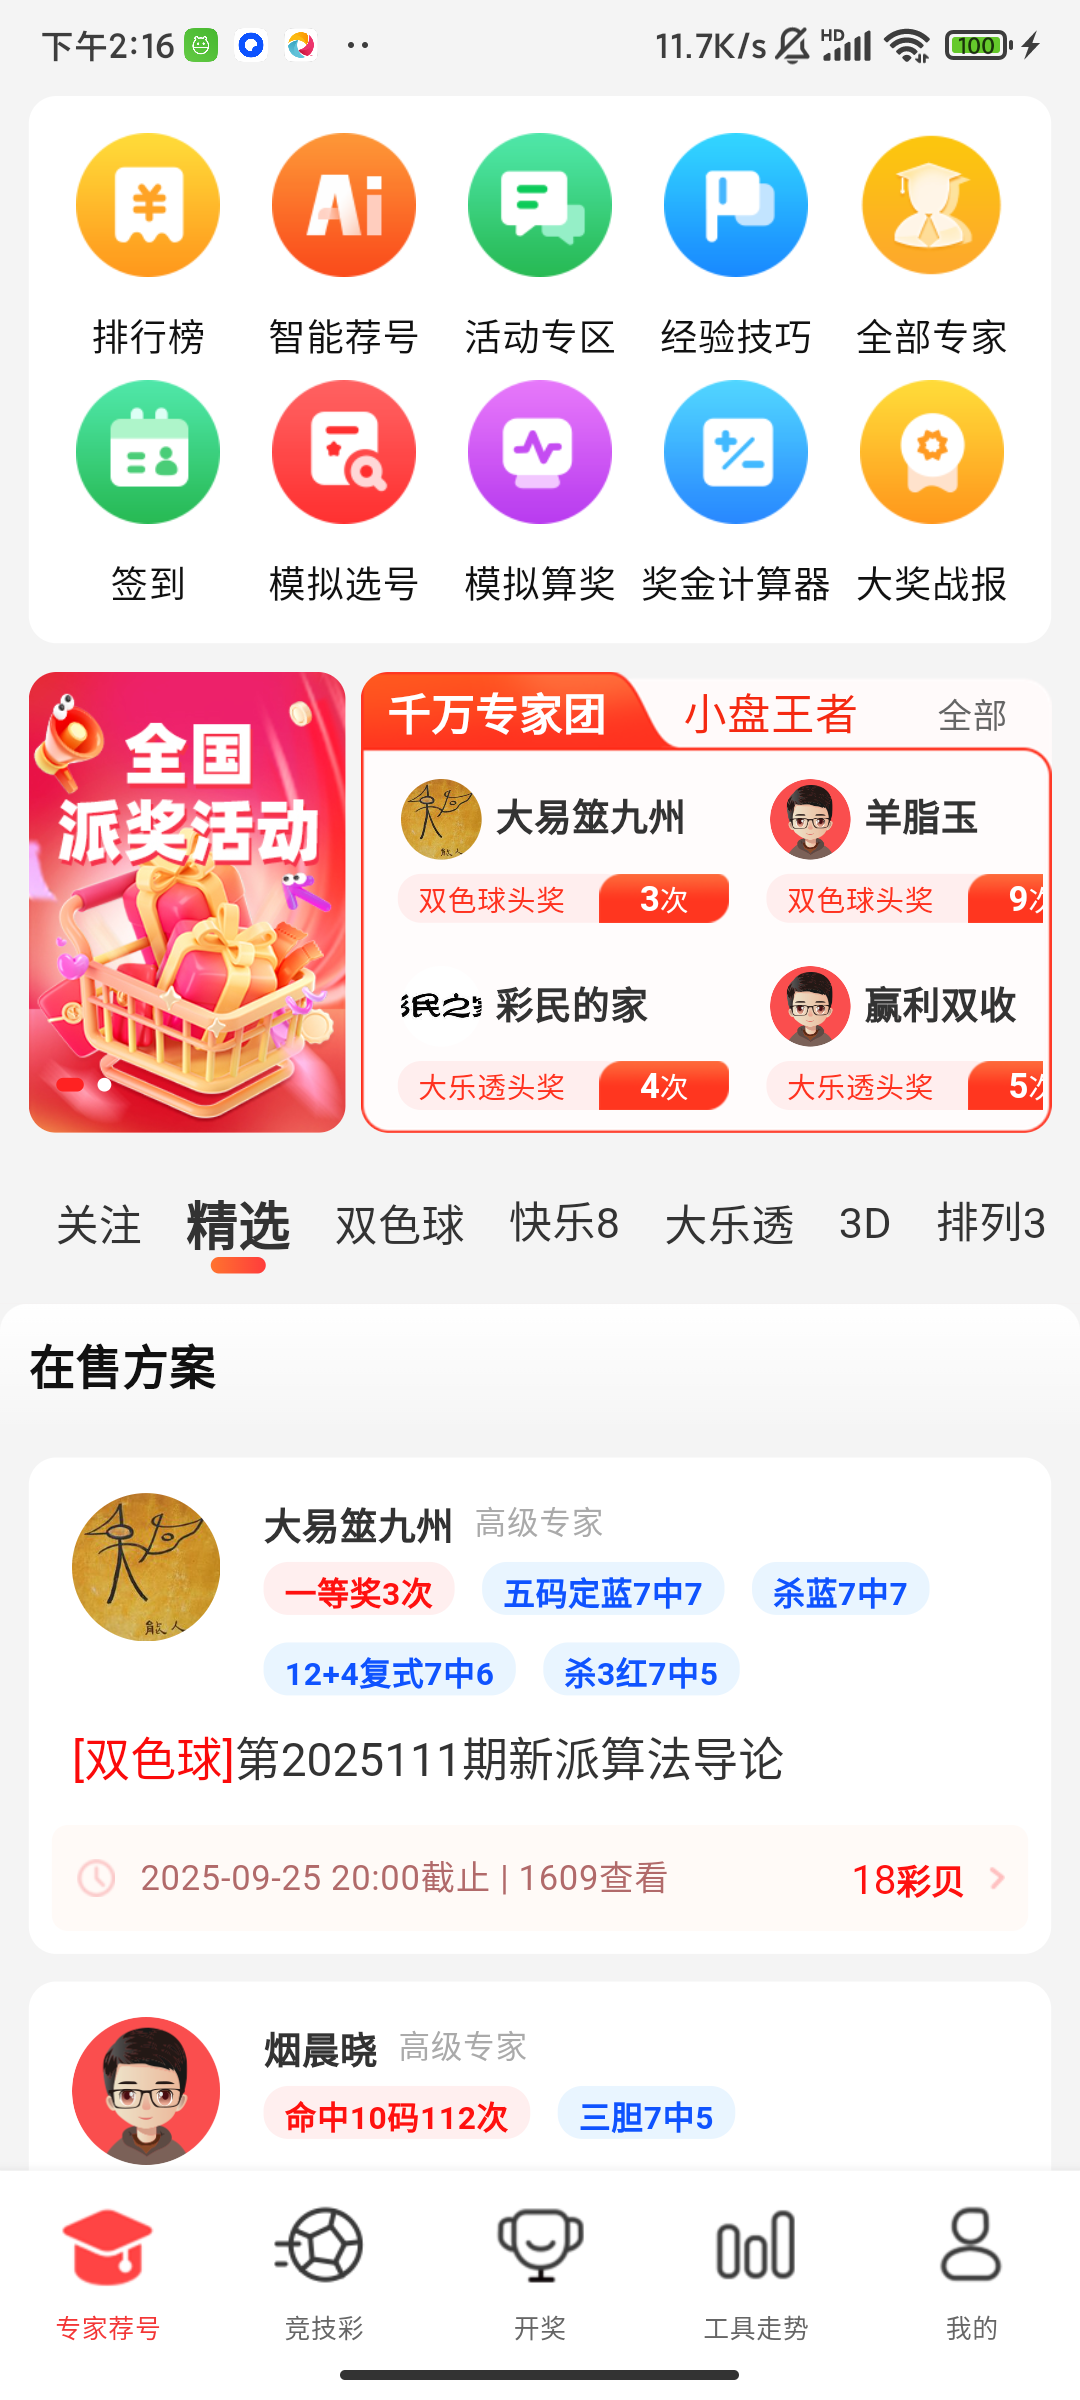 下午2:16
11.7K/s
HD
100
排行榜
Ai
智能荐号
活动专区
经验技巧
全部专家
签到
模拟选号
模拟算奖
奖金计算器
大奖战报
全国
派奖活动
千万专家团
小盘王者
全部
大易筮九州
双色球头奖 3次
羊脂玉
双色球头奖 9次
彩民的家
大乐透头奖 4次
赢利双收
大乐透头奖 5次
关注 精选 双色球 快乐8 大乐透 3D 排列3
在售方案
大易筮九州 高级专家
一等奖3次 五码定蓝7中7 杀蓝7中7
12+4复式7中6 杀3红7中5
[双色球]第2025111期新派算法导论
2025-09-25 20:00截止 | 1609查看
18彩贝
烟晨晓 高级专家
命中10码112次 三胆7中5
专家荐号
竞技彩
开奖
工具走势
我的